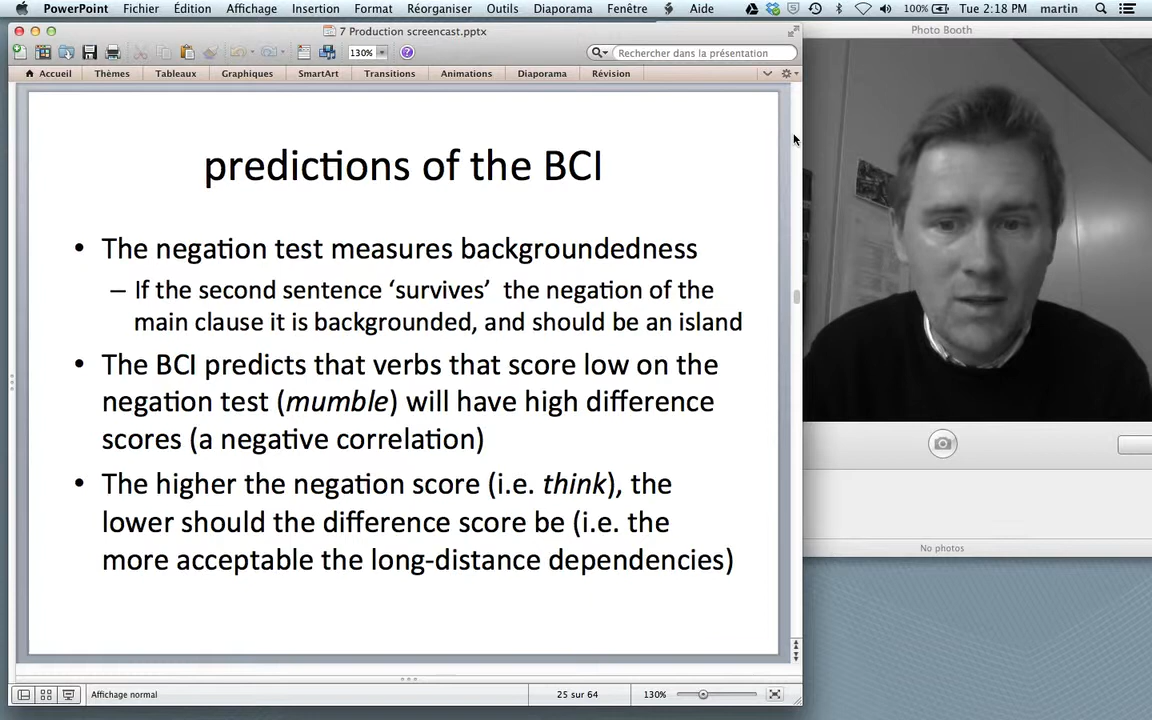 PowerPoint Fichier Édition Affichage Insertion Format Réorganiser Outils Diaporama Fenêtre Aide 100% Tue 2:18 PM martin
7 Production screencast.pptx
Photo Booth
130% Rechercher dans la présentation
Accueil Thèmes Tableaux Graphiques SmartArt Transitions Animations Diaporama Révision
predictions of the BCI
• The negation test measures backgroundedness
– If the second sentence ‘survives’ the negation of the
main clause it is backgrounded, and should be an island
• The BCI predicts that verbs that score low on the
negation test (mumble) will have high difference
scores (a negative correlation)
• The higher the negation score (i.e. think), the
lower should the difference score be (i.e. the
more acceptable the long-distance dependencies)
No photos
Affichage normal 25 sur 64 130%